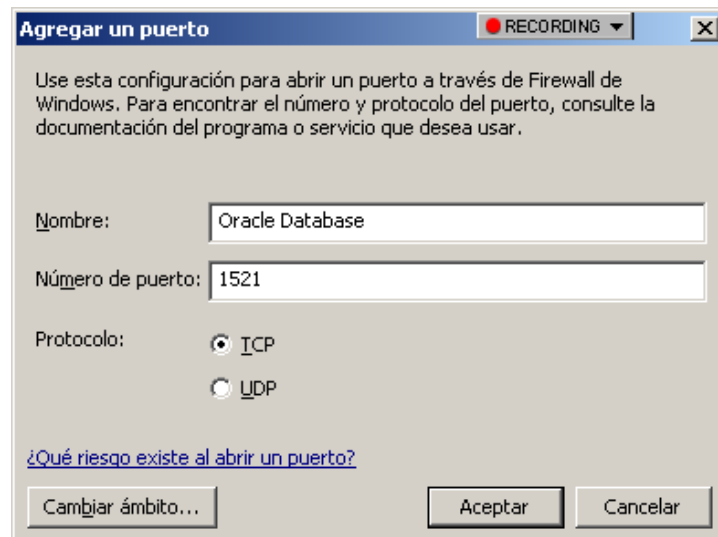 Agregar un puerto
RECORDING
Use esta configuración para abrir un puerto a través de Firewall de
Windows. Para encontrar el número y protocolo del puerto, consulte la
documentación del programa o servicio que desea usar.
Nombre:
Oracle Database
Número de puerto:
1521
Protocolo:
TCP
UDP
¿Qué riesgo existe al abrir un puerto?
Cambiar ámbito...
Aceptar
Cancelar